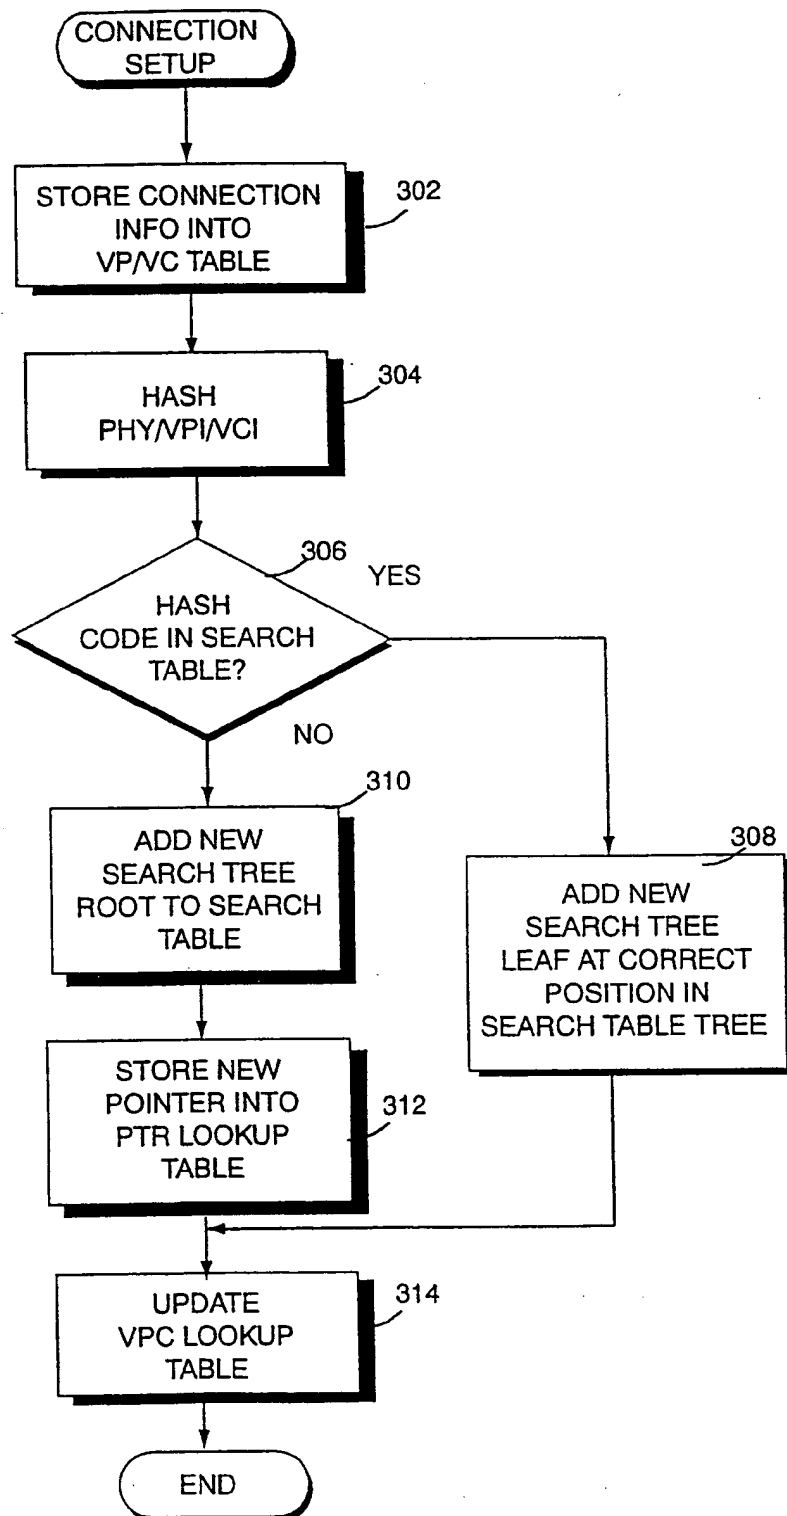 CONNECTION
SETUP
STORE CONNECTION
INFO INTO
VP/VC TABLE
302
HASH
PHY/VPI/VCI
304
306
YES
HASH
CODE IN SEARCH
TABLE?
NO
310
ADD NEW
SEARCH TREE
ROOT TO SEARCH
TABLE
308
ADD NEW
SEARCH TREE
LEAF AT CORRECT
POSITION IN
SEARCH TABLE TREE
STORE NEW
POINTER INTO
PTR LOOKUP
TABLE
312
UPDATE
VPC LOOKUP
TABLE
314
END